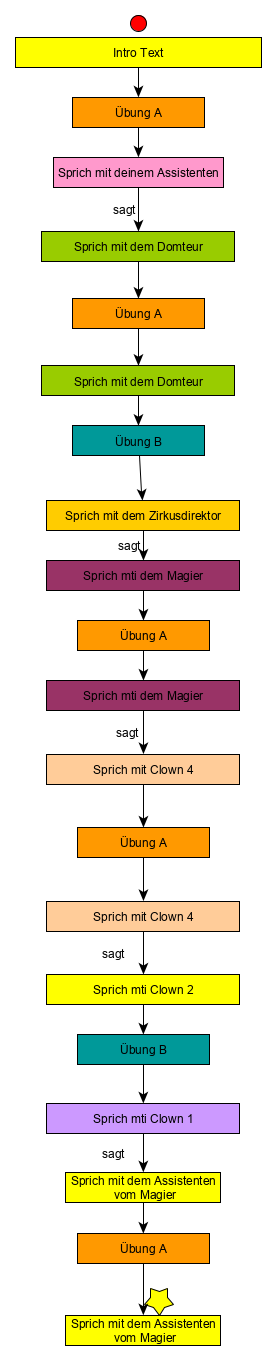 Intro Text
Übung A
Sprich mit deinem Assistenten
sagt
Sprich mit dem Domteur
Übung A
Sprich mit dem Domteur
Übung B
Sprich mit dem Zirkusdirektor
sagt
Sprich mti dem Magier
Übung A
Sprich mti dem Magier
sagt
Sprich mit Clown 4
Übung A
Sprich mit Clown 4
sagt
Sprich mti Clown 2
Übung B
Sprich mti Clown 1
sagt
Sprich mit dem Assistenten
vom Magier
Übung A
Sprich mit dem Assistenten
vom Magier